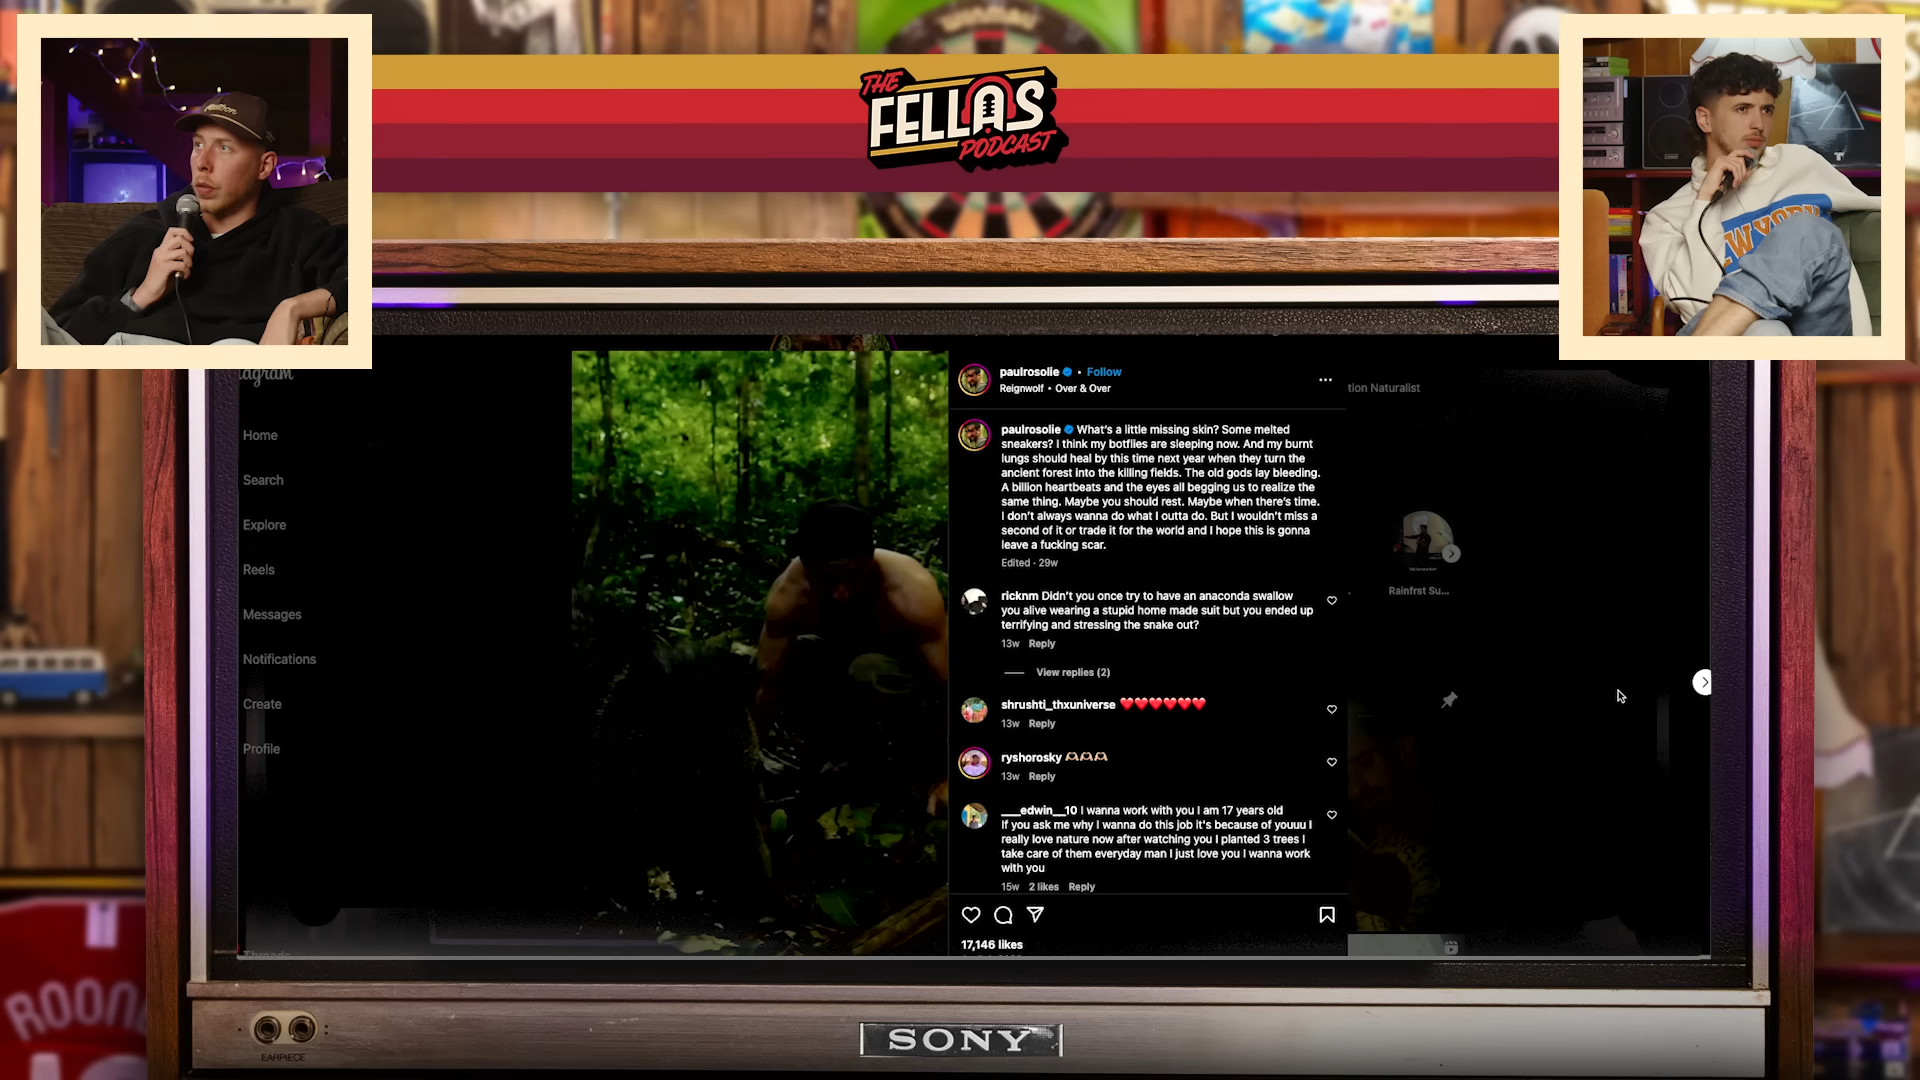 THE
FELLAS
PODCAST
agram
Home
Search
Explore
Reels
Messages
Notifications
Create
Profile
Threads
paulrosolie • Follow
Reignwolf • Over & Over
paulrosolie What's a little missing skin? Some melted
sneakers? I think my botflies are sleeping now. And my burnt
lungs should heal by this time next year when they turn the
ancient forest into the killing fields. The old gods lay bleeding.
A billion heartbeats and the eyes all begging us to realize the
same thing. Maybe you should rest. Maybe when there's time.
I don't always wanna do what I outta do. But I wouldn't miss a
second of it or trade it for the world and I hope this is gonna
leave a fucking scar.
Edited · 29w
ricknm Didn't you once try to have an anaconda swallow
you alive wearing a stupid home made suit but you ended up
terrifying and stressing the snake out?
13w Reply
View replies (2)
shrushti_thxuniverse ❤️❤️❤️❤️❤️❤️
13w Reply
ryshorosky 🫶🏼🫶🏼🫶🏼
13w Reply
___edwin__10 I wanna work with you I am 17 years old
If you ask me why I wanna do this job it's because of youuu I
really love nature now after watching you I planted 3 trees I
take care of them everyday man I just love you I wanna work
with you
15w 2 likes Reply
17,146 likes
tion Naturalist
Rainfrst Su...
EWYORK
ROON
EARPIECE
SONY